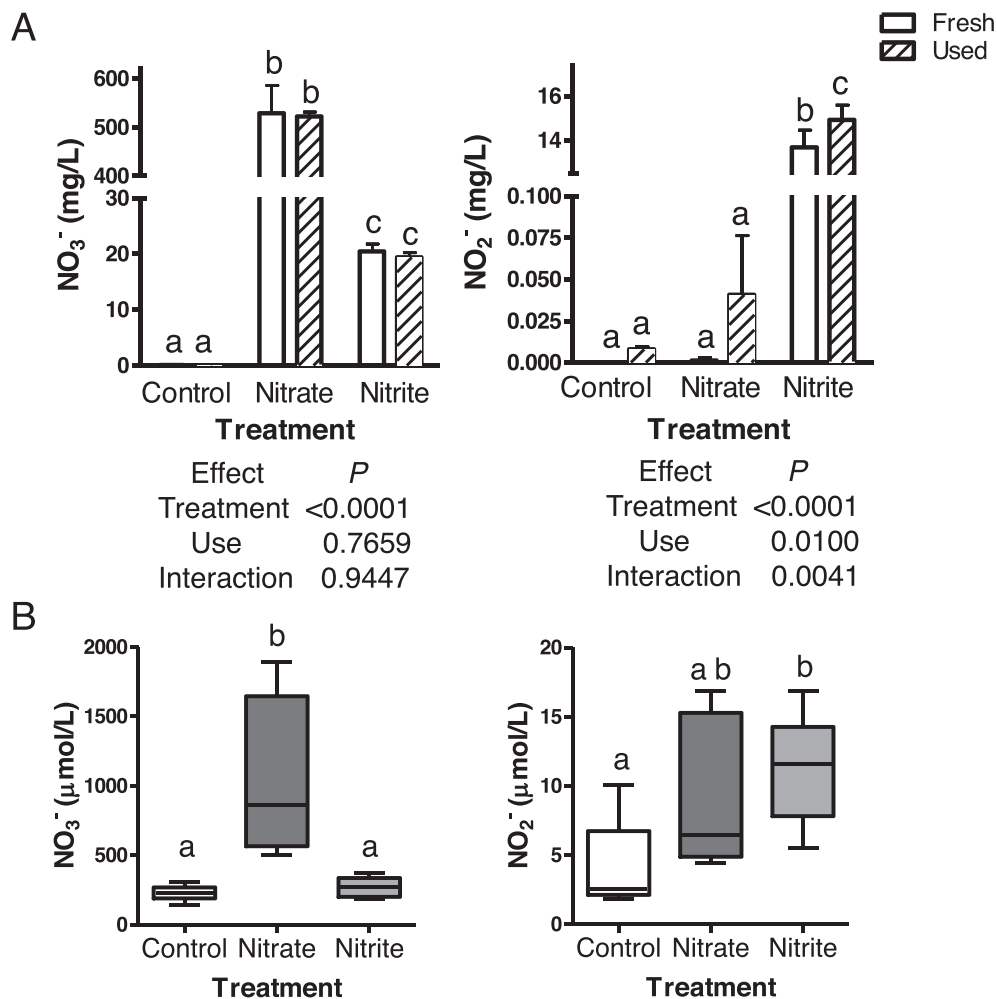 A
Fresh
Used
NO3- (mg/L)
600
500
400
30
20
10
0
a a
b
b
c
c
Control Nitrate Nitrite
Treatment
Effect P
Treatment <0.0001
Use 0.7659
Interaction 0.9447
NO2- (mg/L)
16
14
0.100
0.075
0.050
0.025
0.000
a
a
a
a
b
c
Control Nitrate Nitrite
Treatment
Effect P
Treatment <0.0001
Use 0.0100
Interaction 0.0041
B
NO3- (μmol/L)
2000
1500
1000
500
0
a
b
a
Control Nitrate Nitrite
Treatment
NO2- (μmol/L)
20
15
10
5
0
a
a b
b
Control Nitrate Nitrite
Treatment